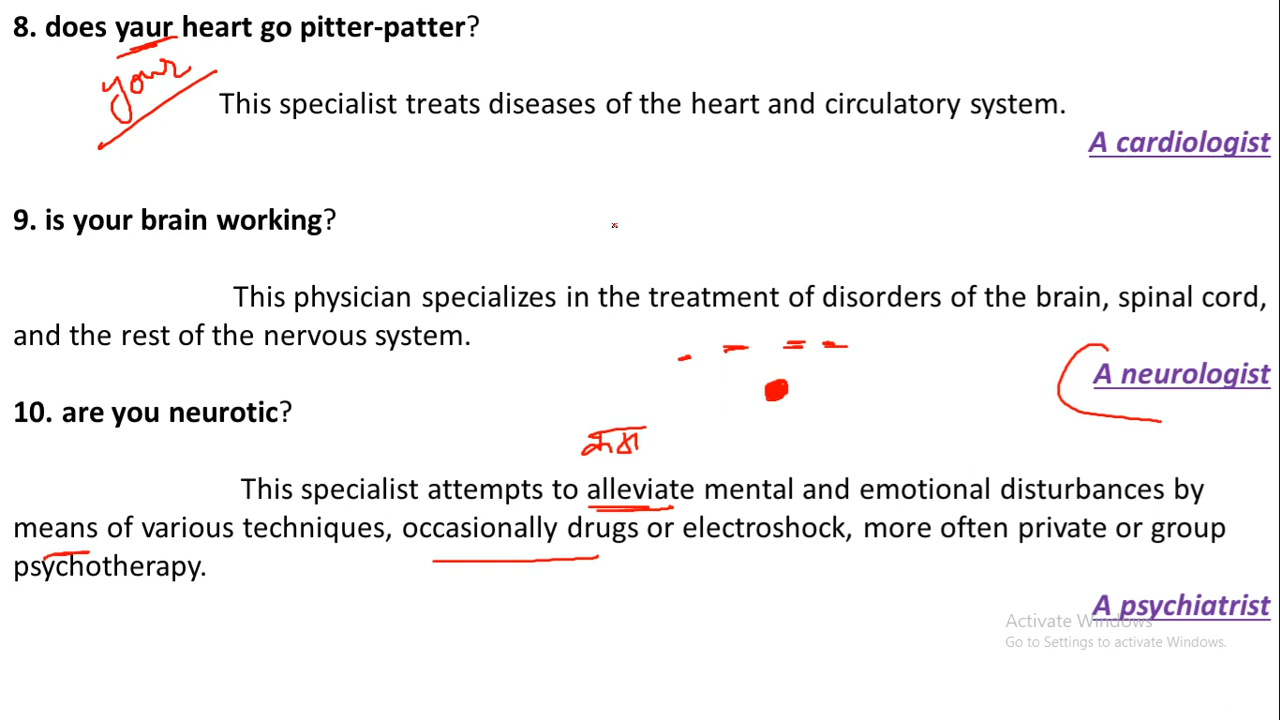 8. does yaur heart go pitter-patter?
your
This specialist treats diseases of the heart and circulatory system.
A cardiologist
9. is your brain working?
This physician specializes in the treatment of disorders of the brain, spinal cord,
and the rest of the nervous system.
A neurologist
10. are you neurotic?
This specialist attempts to alleviate mental and emotional disturbances by
means of various techniques, occasionally drugs or electroshock, more often private or group
psychotherapy.
A psychiatrist
Activate Windows
Go to Settings to activate Windows.